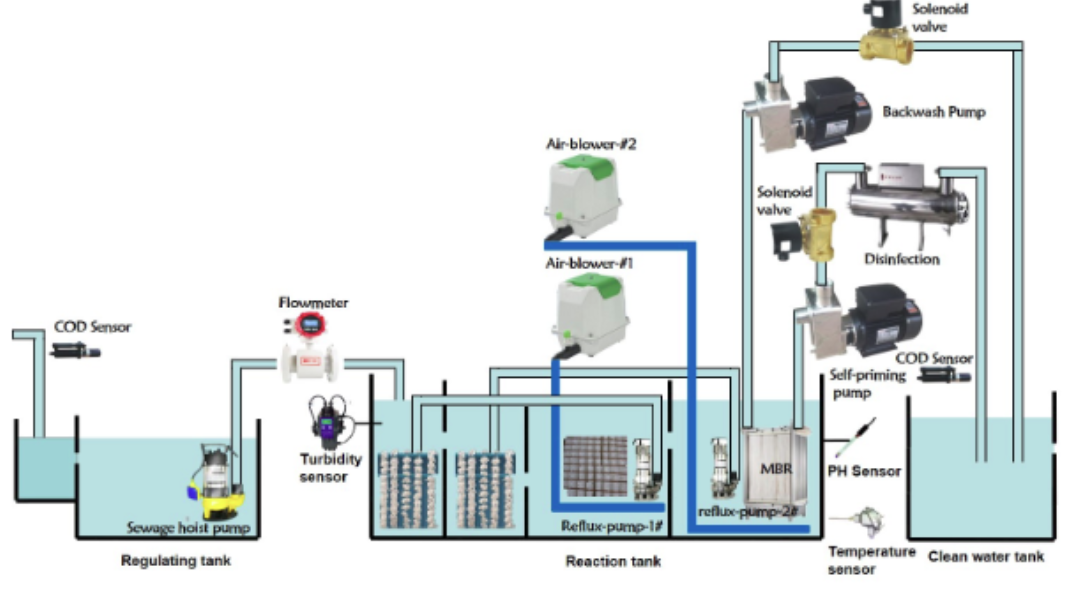 Solenoid
valve
Backwash Pump
Air-blower-#2
Solenoid
valve
Disinfection
Air-blower-#1
Flowmeter
COD Sensor
COD Sensor
Self-priming
pump
Turbidity
sensor
MBR
PH Sensor
reflux-pump-2#
Sewage hoist pump
Reflux-pump-1#
Temperature
sensor
Regulating tank
Reaction tank
Clean water tank